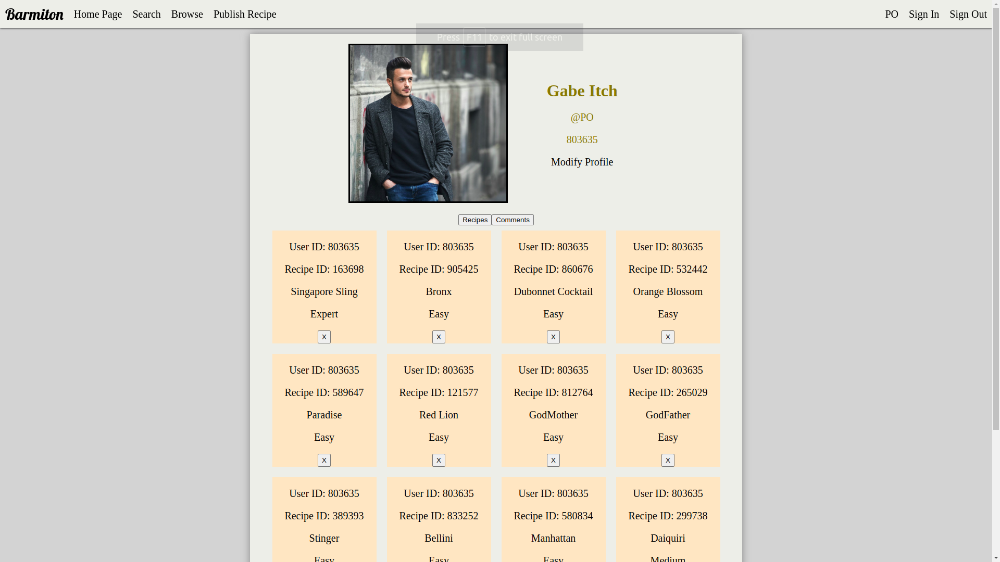 Barmiton Home Page Search Browse Publish Recipe PO Sign In Sign Out
Press F11 to exit full screen
Gabe Itch
@PO
803635
Modify Profile
Recipes Comments
User ID: 803635 User ID: 803635 User ID: 803635 User ID: 803635
Recipe ID: 163698 Recipe ID: 905425 Recipe ID: 860676 Recipe ID: 532442
Singapore Sling Bronx Dubonnet Cocktail Orange Blossom
Expert Easy Easy Easy
X X X X
User ID: 803635 User ID: 803635 User ID: 803635 User ID: 803635
Recipe ID: 589647 Recipe ID: 121577 Recipe ID: 812764 Recipe ID: 265029
Paradise Red Lion GodMother GodFather
Easy Easy Easy Easy
X X X X
User ID: 803635 User ID: 803635 User ID: 803635 User ID: 803635
Recipe ID: 389393 Recipe ID: 833252 Recipe ID: 580834 Recipe ID: 299738
Stinger Bellini Manhattan Daiquiri
Easy Easy Easy Medium